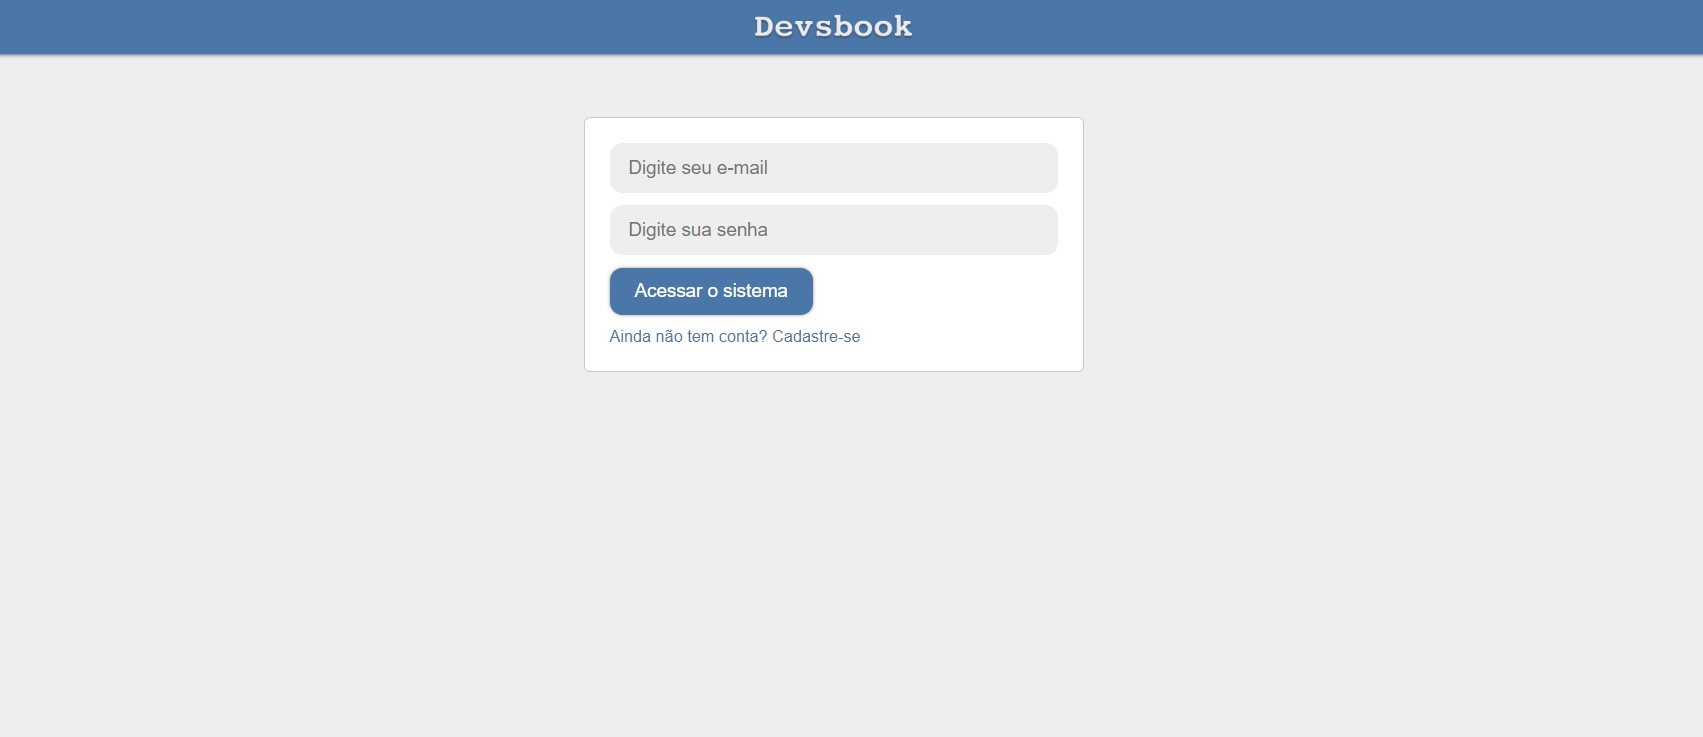 Devsbook
Digite seu e-mail
Digite sua senha
Acessar o sistema
Ainda não tem conta? Cadastre-se